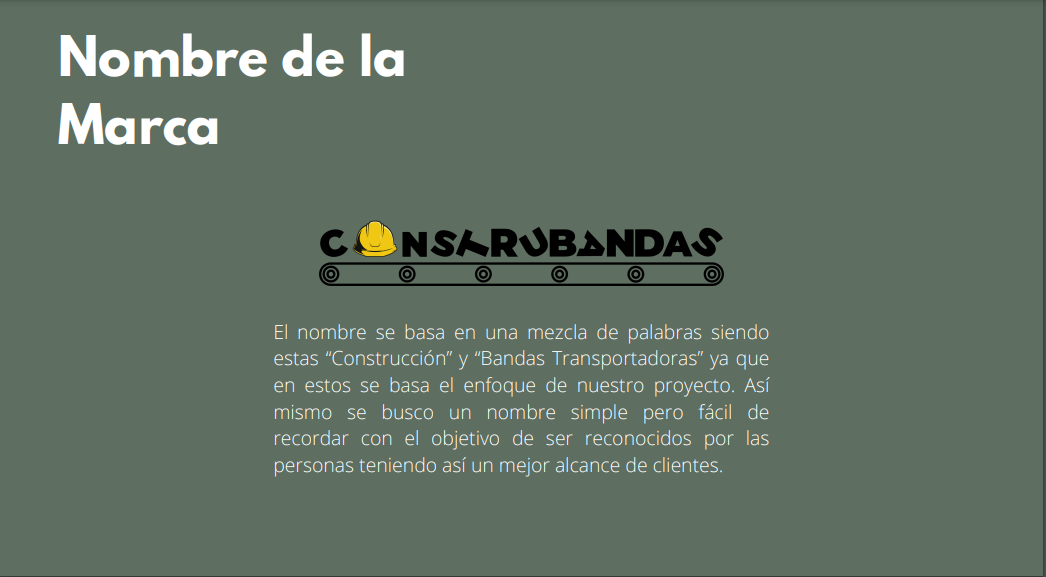 Nombre de la
Marca
CONSTRUBANDAS
El nombre se basa en una mezcla de palabras siendo
estas “Construcción” y “Bandas Transportadoras” ya que
en estos se basa el enfoque de nuestro proyecto. Así
mismo se busco un nombre simple pero fácil de
recordar con el objetivo de ser reconocidos por las
personas teniendo así un mejor alcance de clientes.